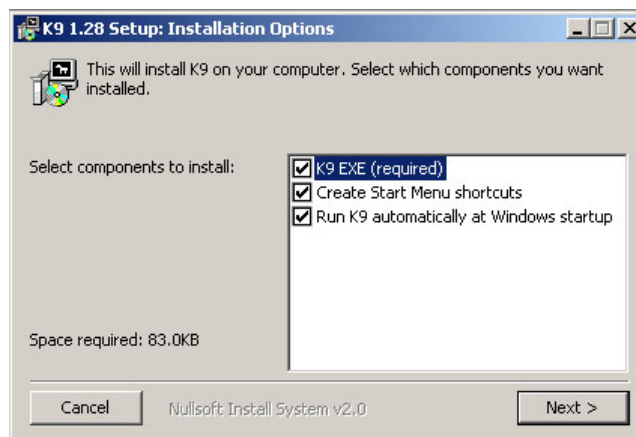 K9 1.28 Setup: Installation Options
This will install K9 on your computer. Select which components you want
installed.
Select components to install:
K9 EXE (required)
Create Start Menu shortcuts
Run K9 automatically at Windows startup
Space required: 83.0KB
Cancel
Nullsoft Install System v2.0
Next >